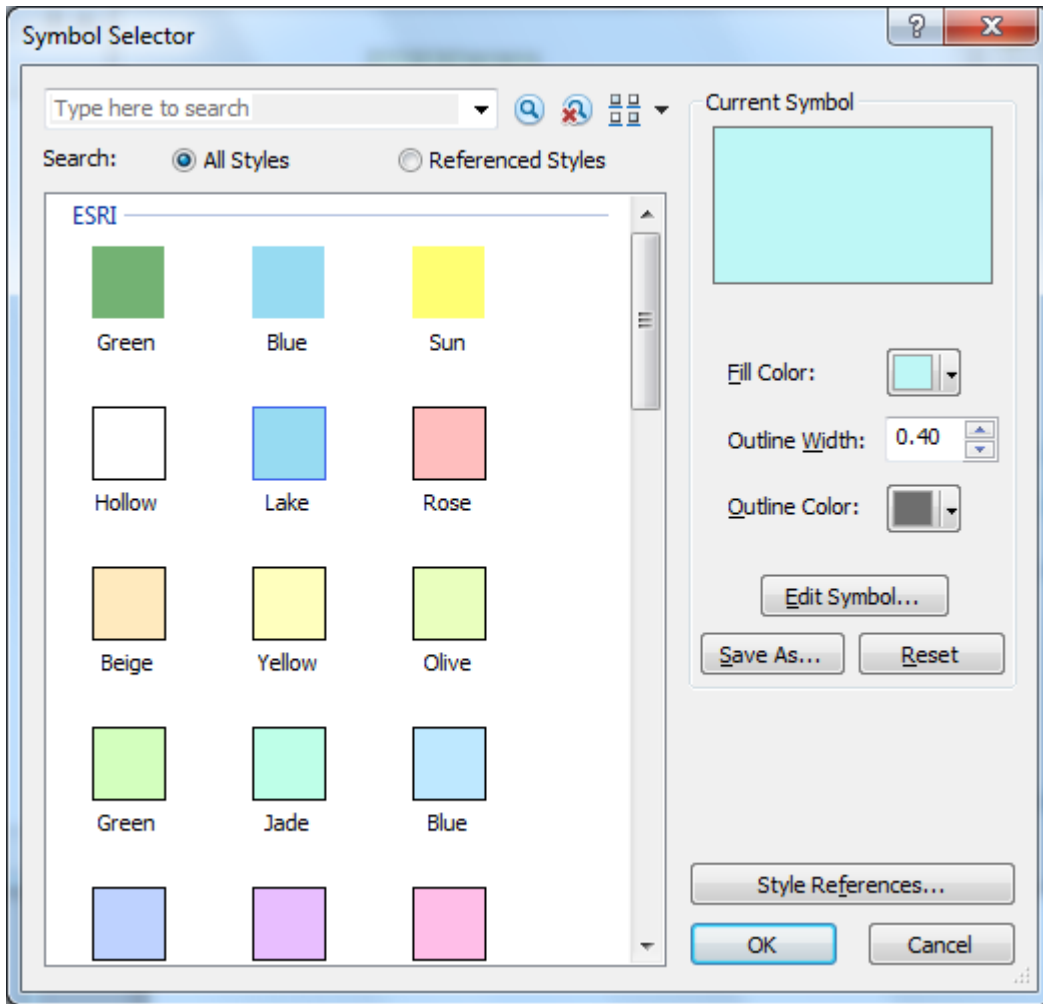 Symbol Selector
Type here to search
Search: All Styles Referenced Styles
ESRI
Green Blue Sun
Hollow Lake Rose
Beige Yellow Olive
Green Jade Blue
Current Symbol
Fill Color:
Outline Width: 0.40
Outline Color:
Edit Symbol...
Save As... Reset
Style References...
OK Cancel